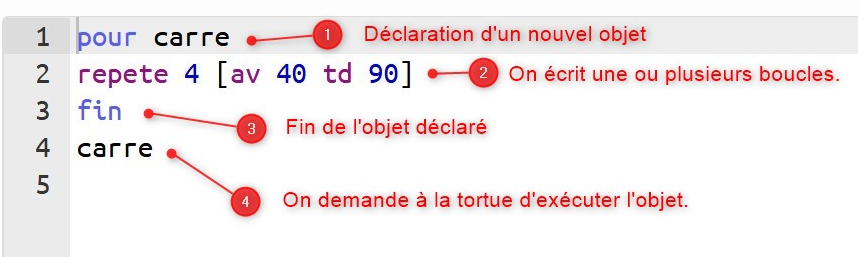 1 pour carre 1 Déclaration d'un nouvel objet
2 repete 4 [av 40 td 90] 2 On écrit une ou plusieurs boucles.
3 fin 3 Fin de l'objet déclaré
4 carre
5
4 On demande à la tortue d'exécuter l'objet.